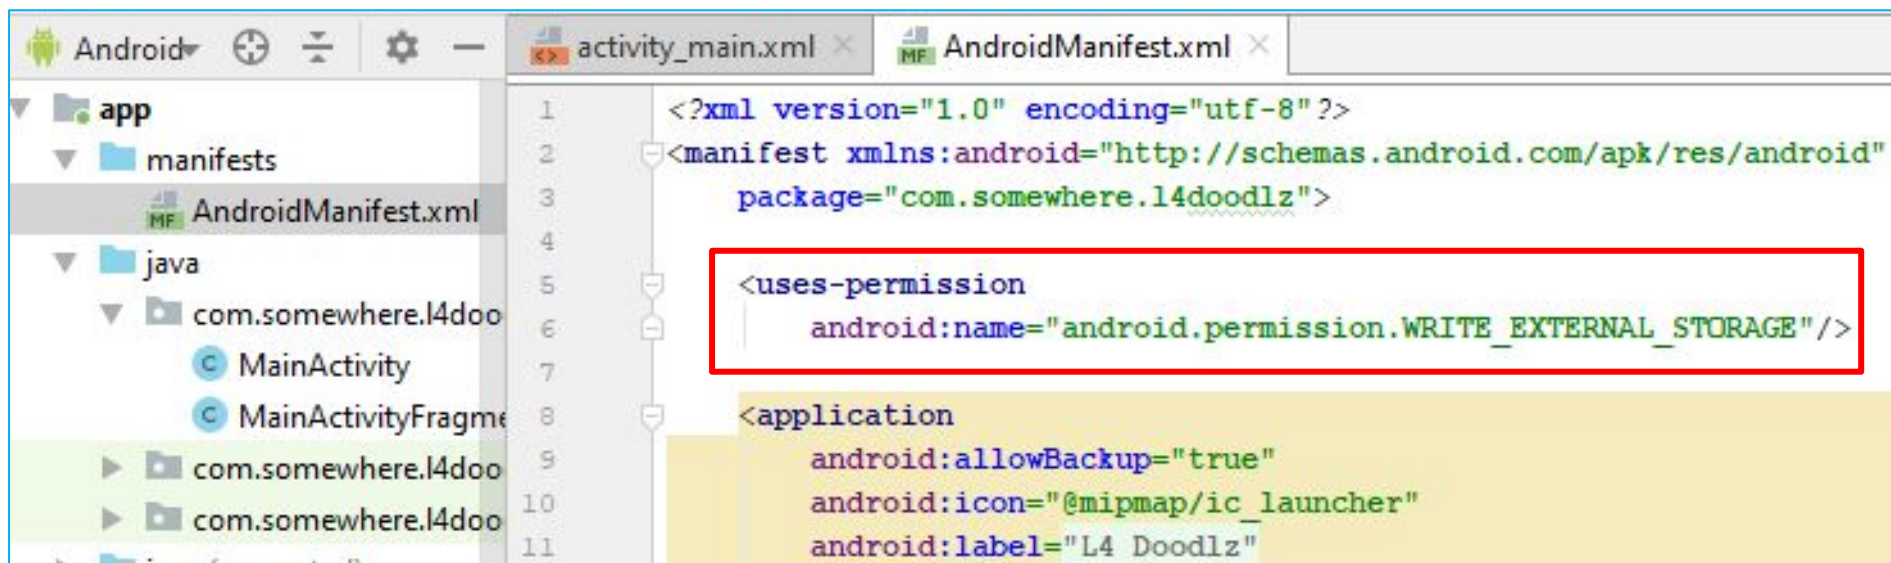 Android
activity_main.xml
AndroidManifest.xml
app
manifests
AndroidManifest.xml
java
com.somewhere.l4doo
MainActivity
MainActivityFragme
com.somewhere.l4doo
com.somewhere.l4doo
1 <?xml version="1.0" encoding="utf-8"?>
2 <manifest xmlns:android="http://schemas.android.com/apk/res/android"
3 package="com.somewhere.l4doodlz">
4
5 <uses-permission
6 android:name="android.permission.WRITE_EXTERNAL_STORAGE"/>
7
8 <application
9 android:allowBackup="true"
10 android:icon="@mipmap/ic_launcher"
11 android:label="L4 Doodlz"